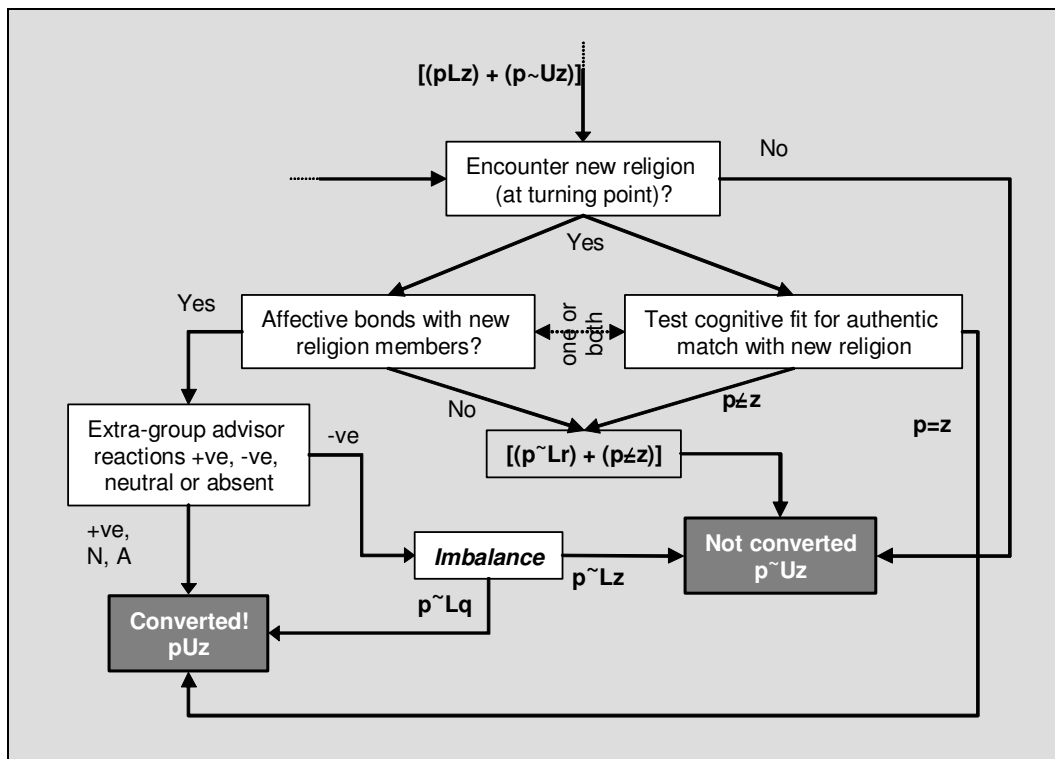 [(pLz) + (p~Uz)]
Encounter new religion
(at turning point)?
No
Yes
Yes
Affective bonds with new
religion members?
one or
both
Test cognitive fit for authentic
match with new religion
No
p≠z
p=z
Extra-group advisor
reactions +ve, -ve,
neutral or absent
-ve
[(p~Lr) + (p≠z)]
+ve,
N, A
Imbalance
p~Lz
Not converted
p~Uz
p~Lq
Converted!
pUz